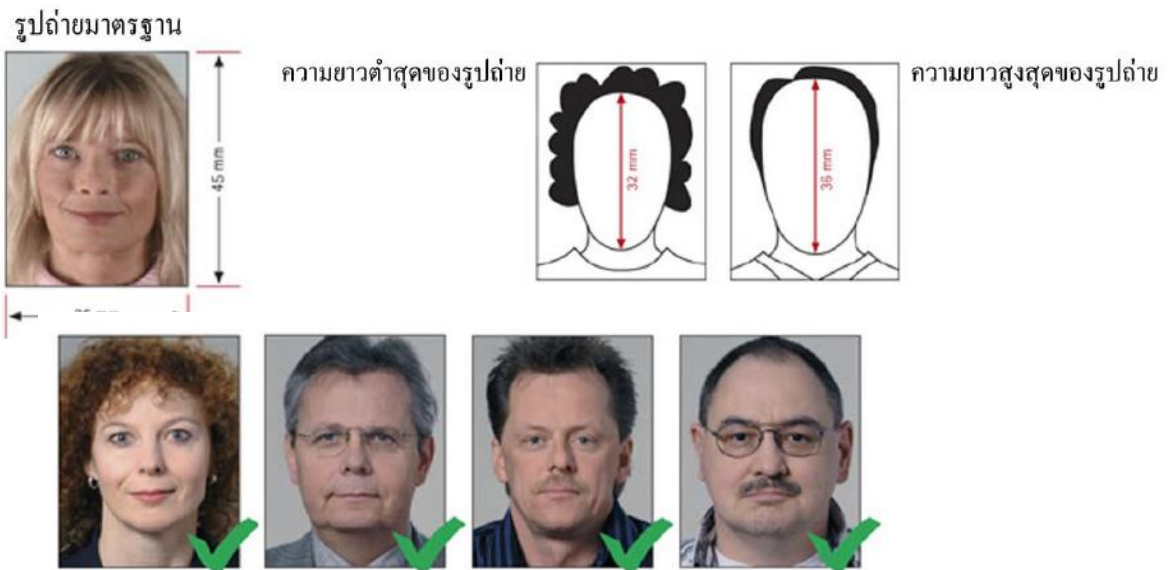 รูปถ่ายมาตรฐาน
ความยาวต่ำสุดของรูปถ่าย
ความยาวสูงสุดของรูปถ่าย
45 mm
32 mm
36 mm